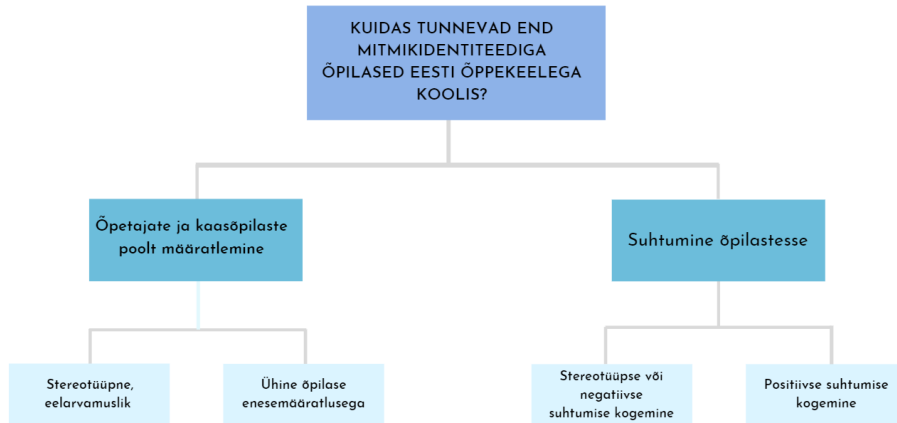 KUIDAS TUNNEVAD END
MITMIKIDENTITEEDIGA
ÕPILASED EESTI ÕPPEKEELEGA
KOOLIS?
Õpetajate ja kaasõpilaste
poolt määratlemine
Suhtumine õpilastesse
Stereotüüpne,
eelarvamuslik
Ühine õpilase
enesemääratlusega
Stereotüüpse või
negatiivse
suhtumise kogemine
Positiivse suhtumise
kogemine